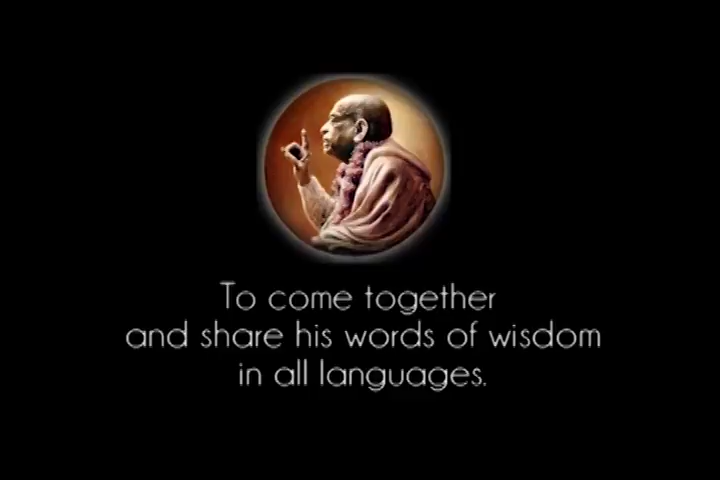 To come together
and share his words of wisdom
in all languages.